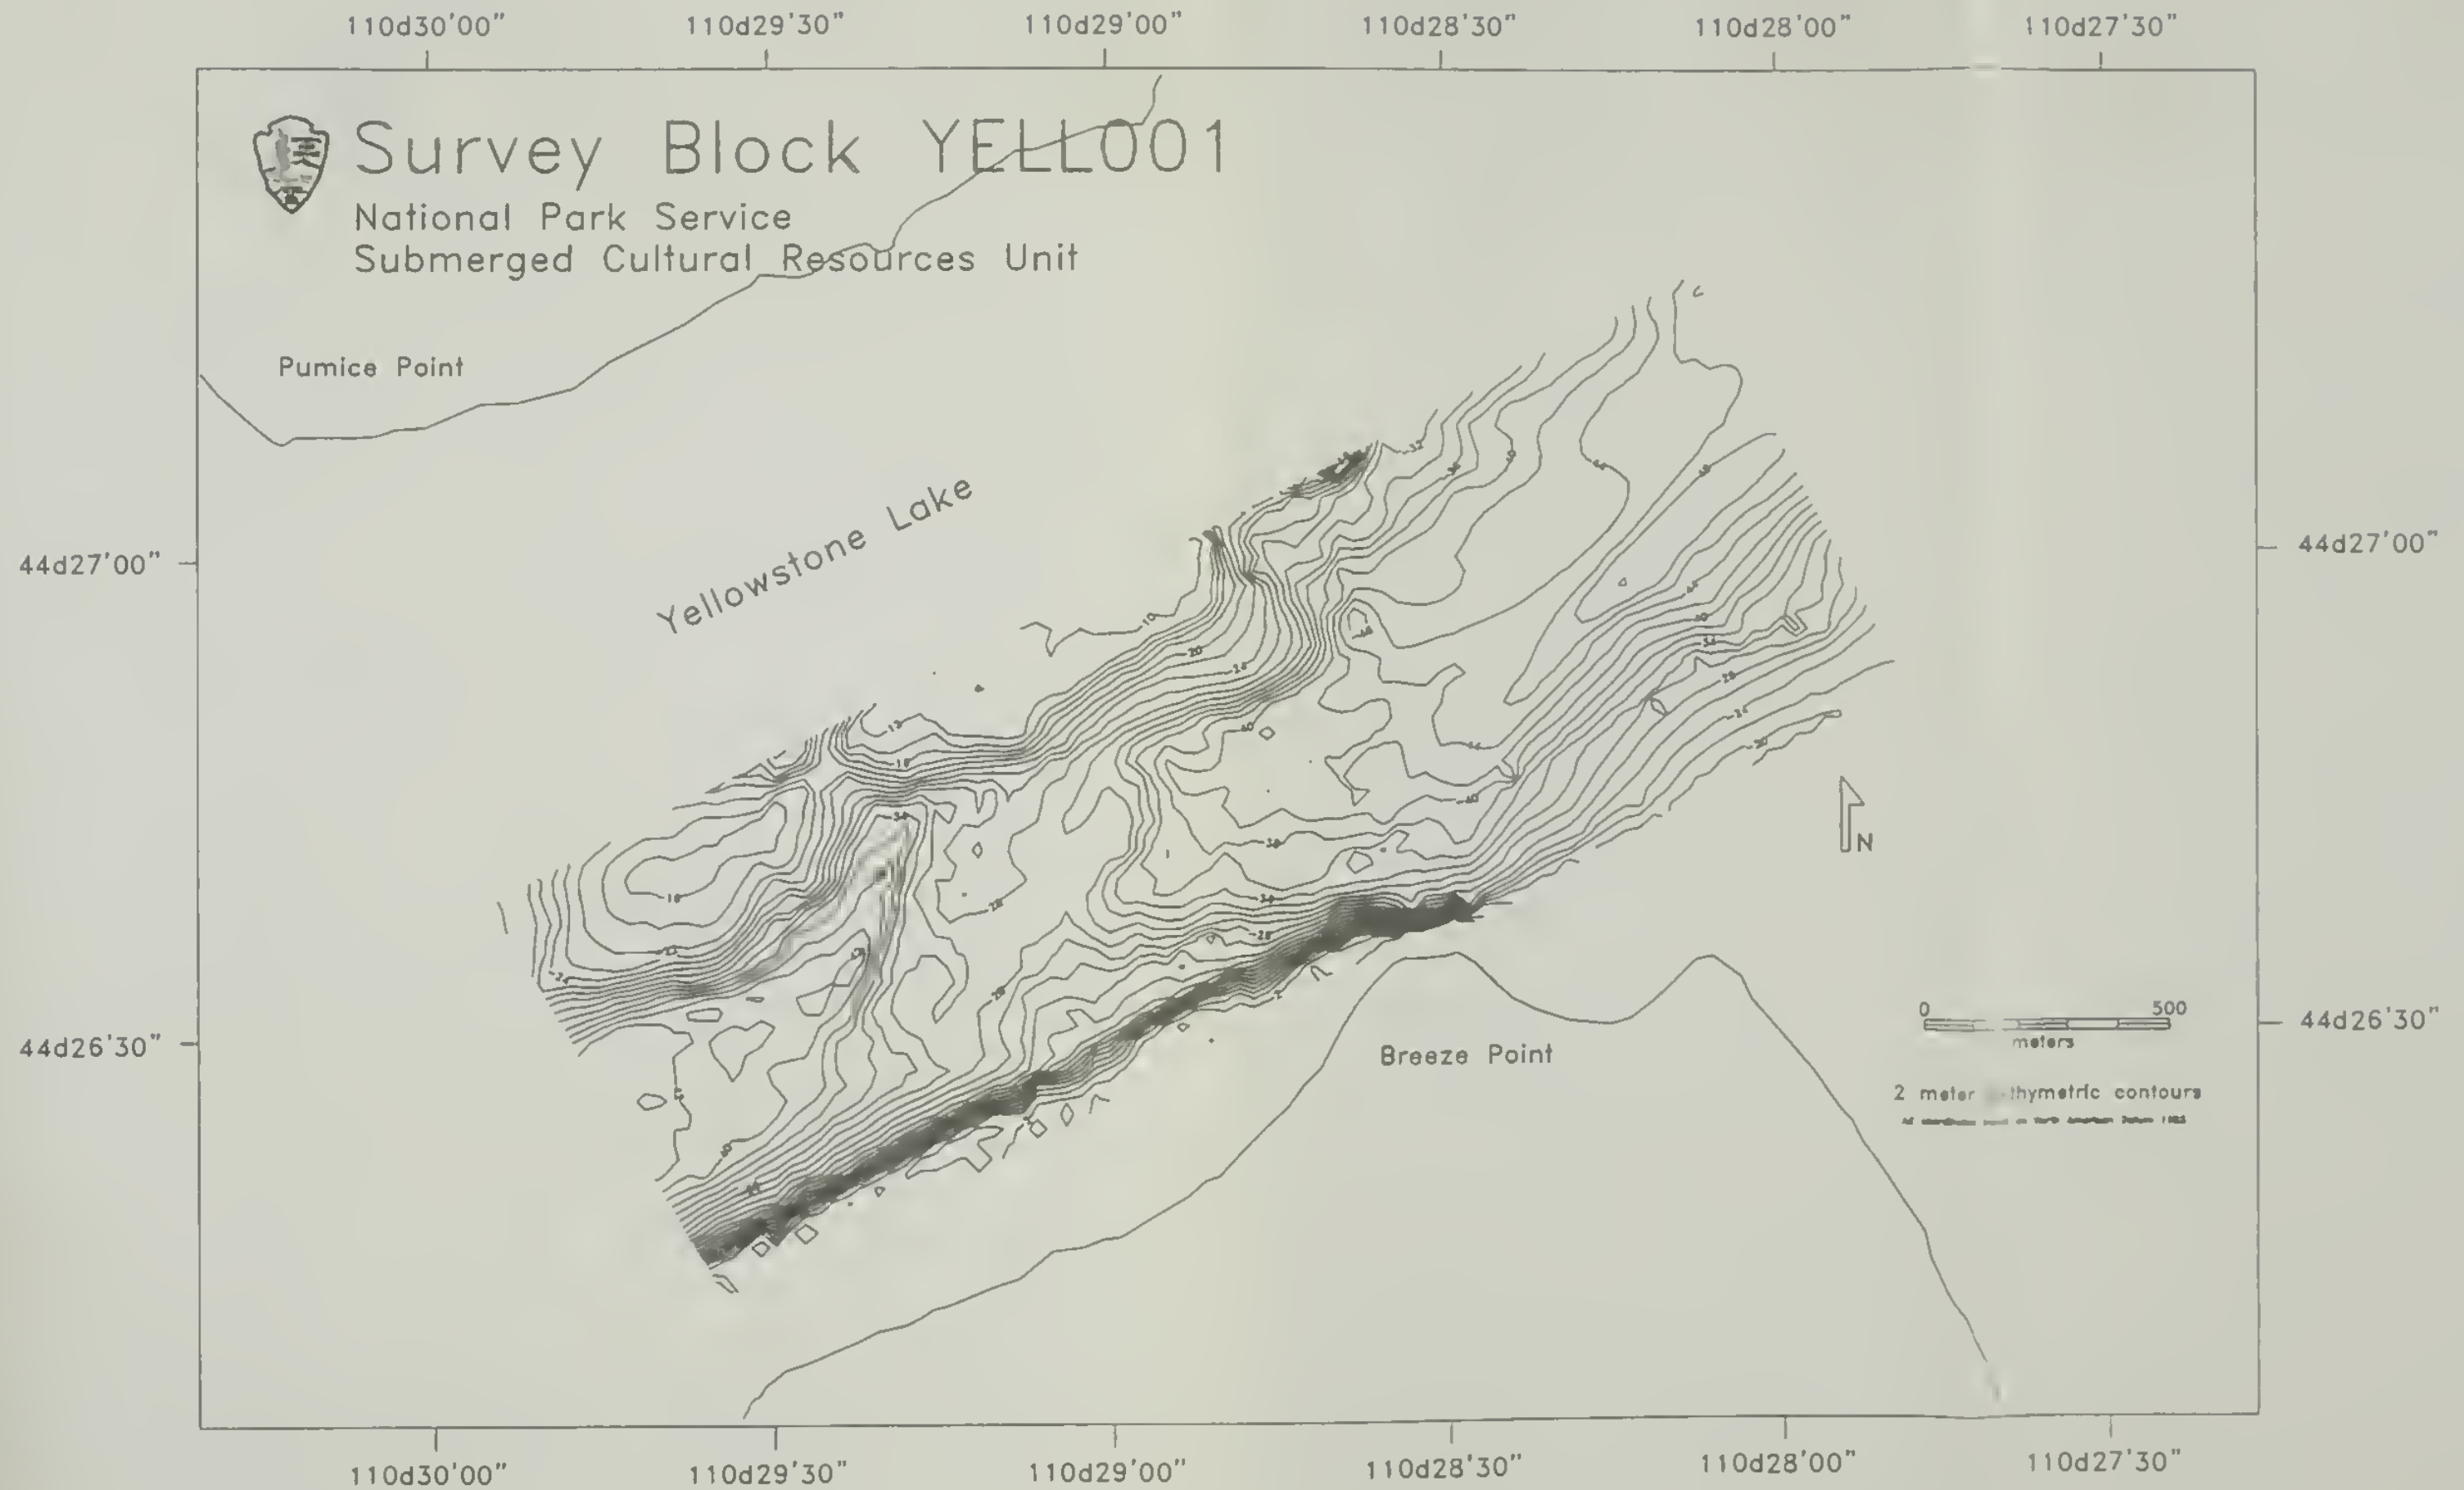 110d30'00" 110d29'30" 110d29'00" 110d28'30" 110d28'00" 110d27'30"
Survey Block YELL001
National Park Service
Submerged Cultural Resources Unit
Pumice Point
Yellowstone Lake
44d27'00" 44d27'00"
N
0 500
meters
44d26'30" 44d26'30"
Breeze Point
2 meter contours
110d30'00" 110d29'30" 110d29'00" 110d28'30" 110d28'00" 110d27'30"